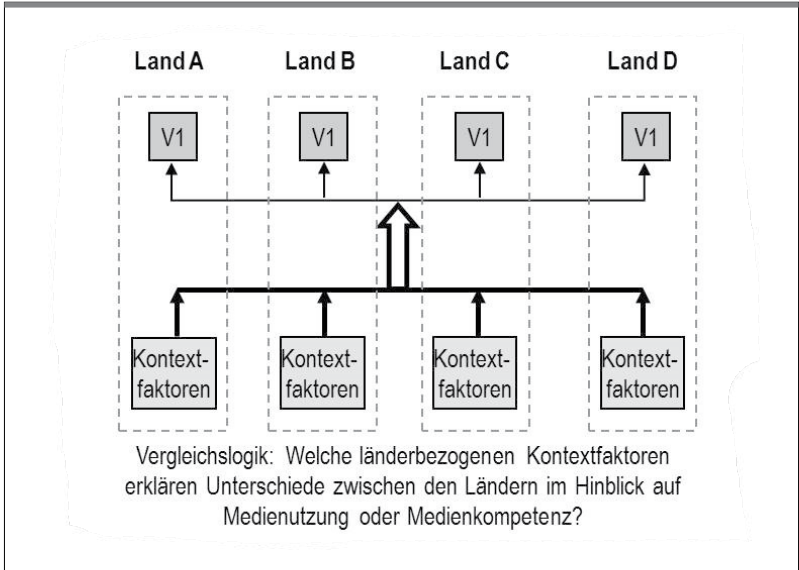 Land A Land B Land C Land D
V1 V1 V1 V1
Kontext- Kontext- Kontext- Kontext-
faktoren faktoren faktoren faktoren
Vergleichslogik: Welche länderbezogenen Kontextfaktoren
erklären Unterschiede zwischen den Ländern im Hinblick auf
Medienutzung oder Medienkompetenz?